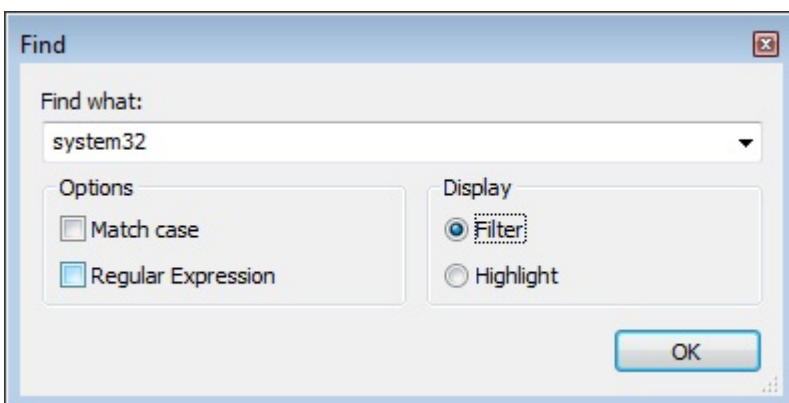 Find
Find what:
system32
Options
Match case
Regular Expression
Display
Filter
Highlight
OK